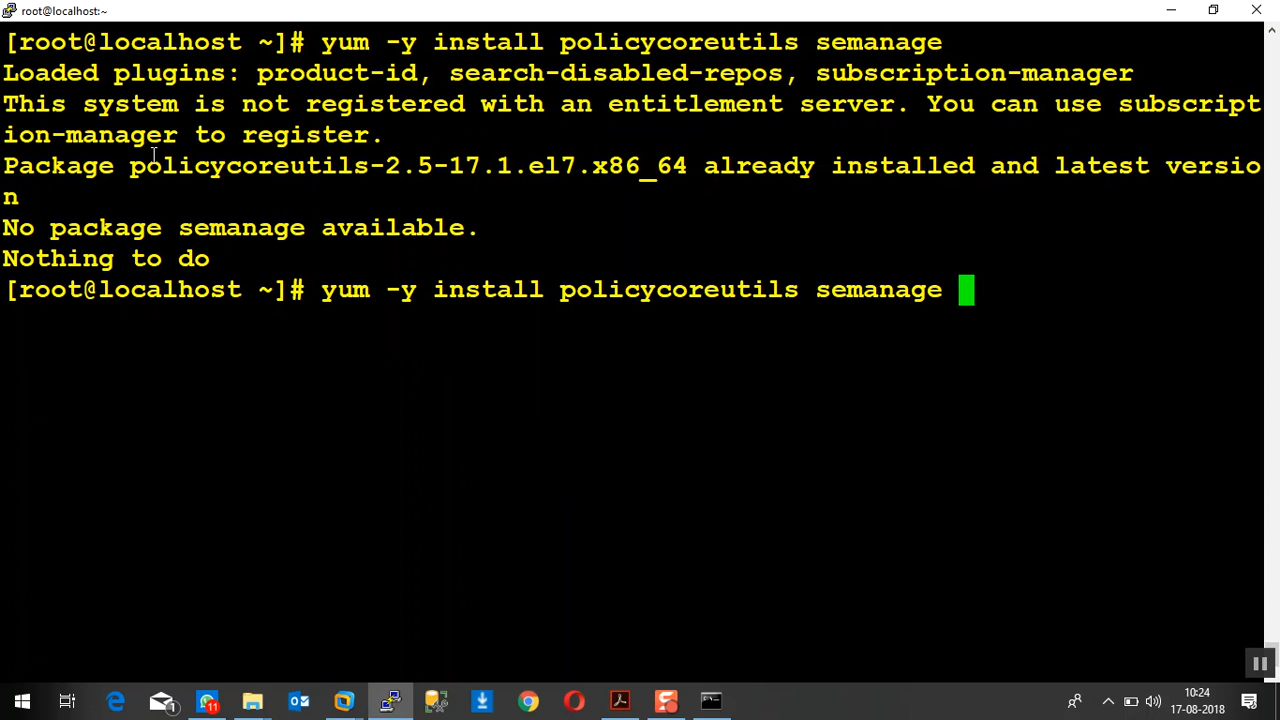 root@localhost:~
[root@localhost ~]# yum -y install policycoreutils semanage
Loaded plugins: product-id, search-disabled-repos, subscription-manager
This system is not registered with an entitlement server. You can use subscript
ion-manager to register.
Package policycoreutils-2.5-17.1.el7.x86_64 already installed and latest versio
n
No package semanage available.
Nothing to do
[root@localhost ~]# yum -y install policycoreutils semanage
1
11
10:24
17-08-2018